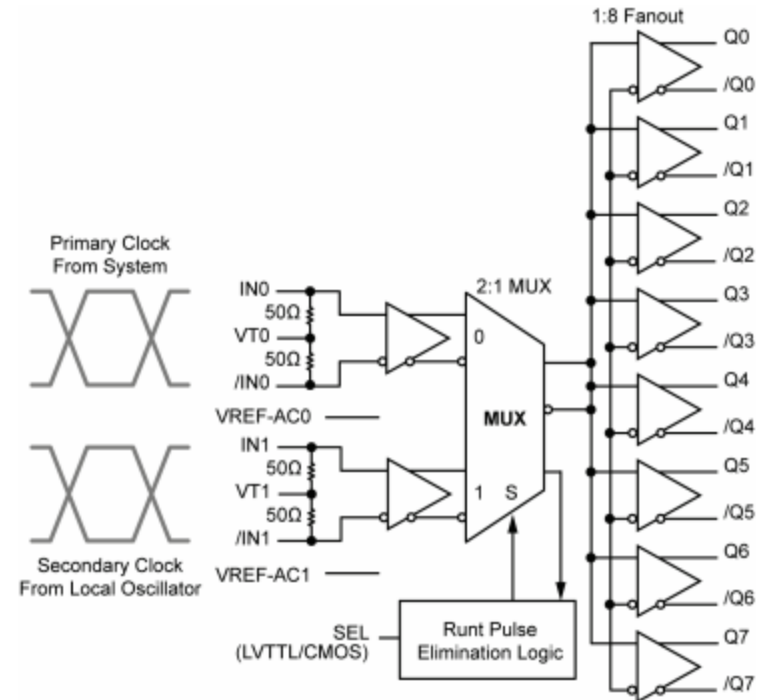 1:8 Fanout
Q0
/Q0
Q1
/Q1
Q2
/Q2
Primary Clock
From System
IN0
50Ω
VT0
50Ω
/IN0
VREF-AC0
2:1 MUX
0
MUX
1 S
Q3
/Q3
Q4
/Q4
IN1
50Ω
VT1
50Ω
/IN1
VREF-AC1
Secondary Clock
From Local Oscillator
Q5
/Q5
Q6
/Q6
SEL
(LVTTL/CMOS)
Runt Pulse
Elimination Logic
Q7
/Q7